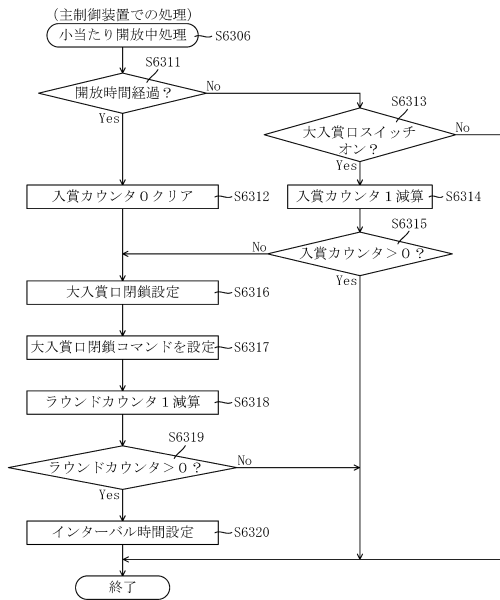 （主制御装置での処理）
小当たり開放中処理
S6306
S6311
開放時間経過？
No
Yes
S6313
大入賞口スイッチ
オン？
No
Yes
入賞カウンタ０クリア
S6312
入賞カウンタ１減算
S6314
S6315
入賞カウンタ＞０？
No
Yes
大入賞口閉鎖設定
S6316
大入賞口閉鎖コマンドを設定
S6317
ラウンドカウンタ１減算
S6318
S6319
ラウンドカウンタ＞０？
No
Yes
インターバル時間設定
S6320
終了